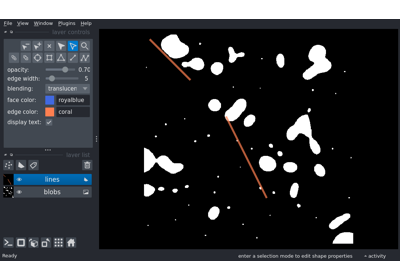 File View Window Plugins Help
layer controls
opacity: 0.70
edge width: 5
blending: translucen
face color: royalblue
edge color: coral
display text:
layer list
lines
blobs
Ready enter a selection mode to edit shape properties activity